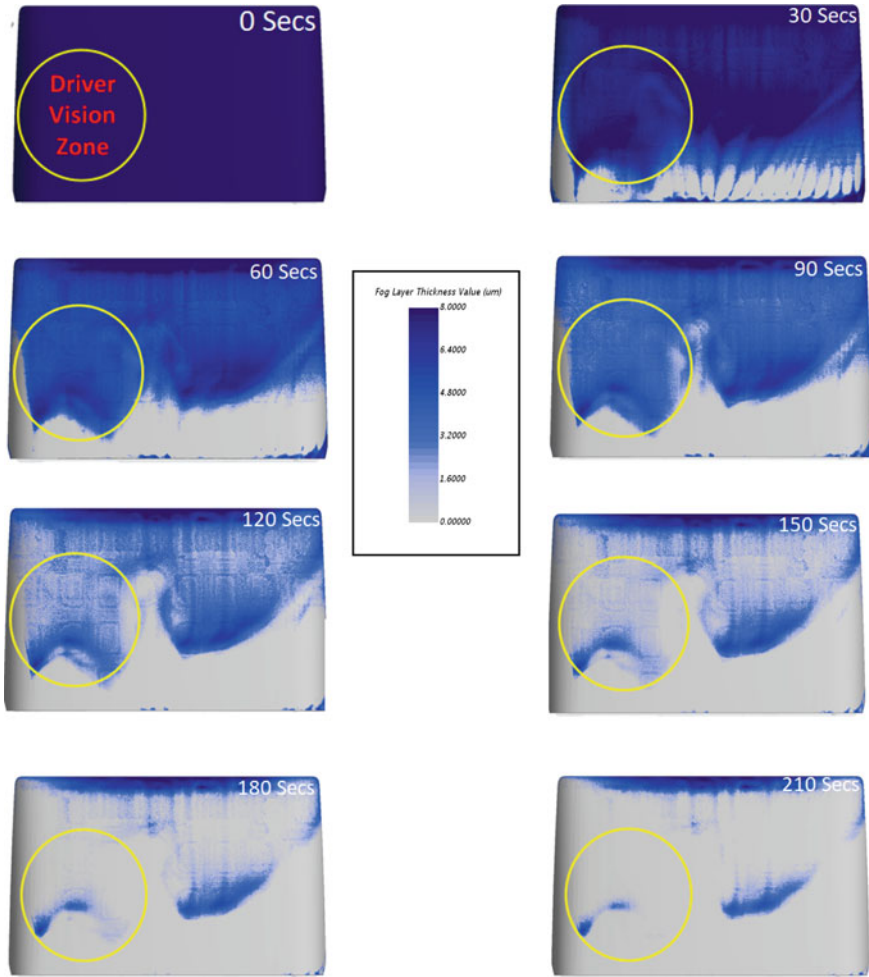 0 Secs
Driver
Vision
Zone
30 Secs
60 Secs
90 Secs
Fog Layer Thickness Value (um)
8.0000
6.4000
4.8000
3.2000
1.6000
0.00000
120 Secs
150 Secs
180 Secs
210 Secs